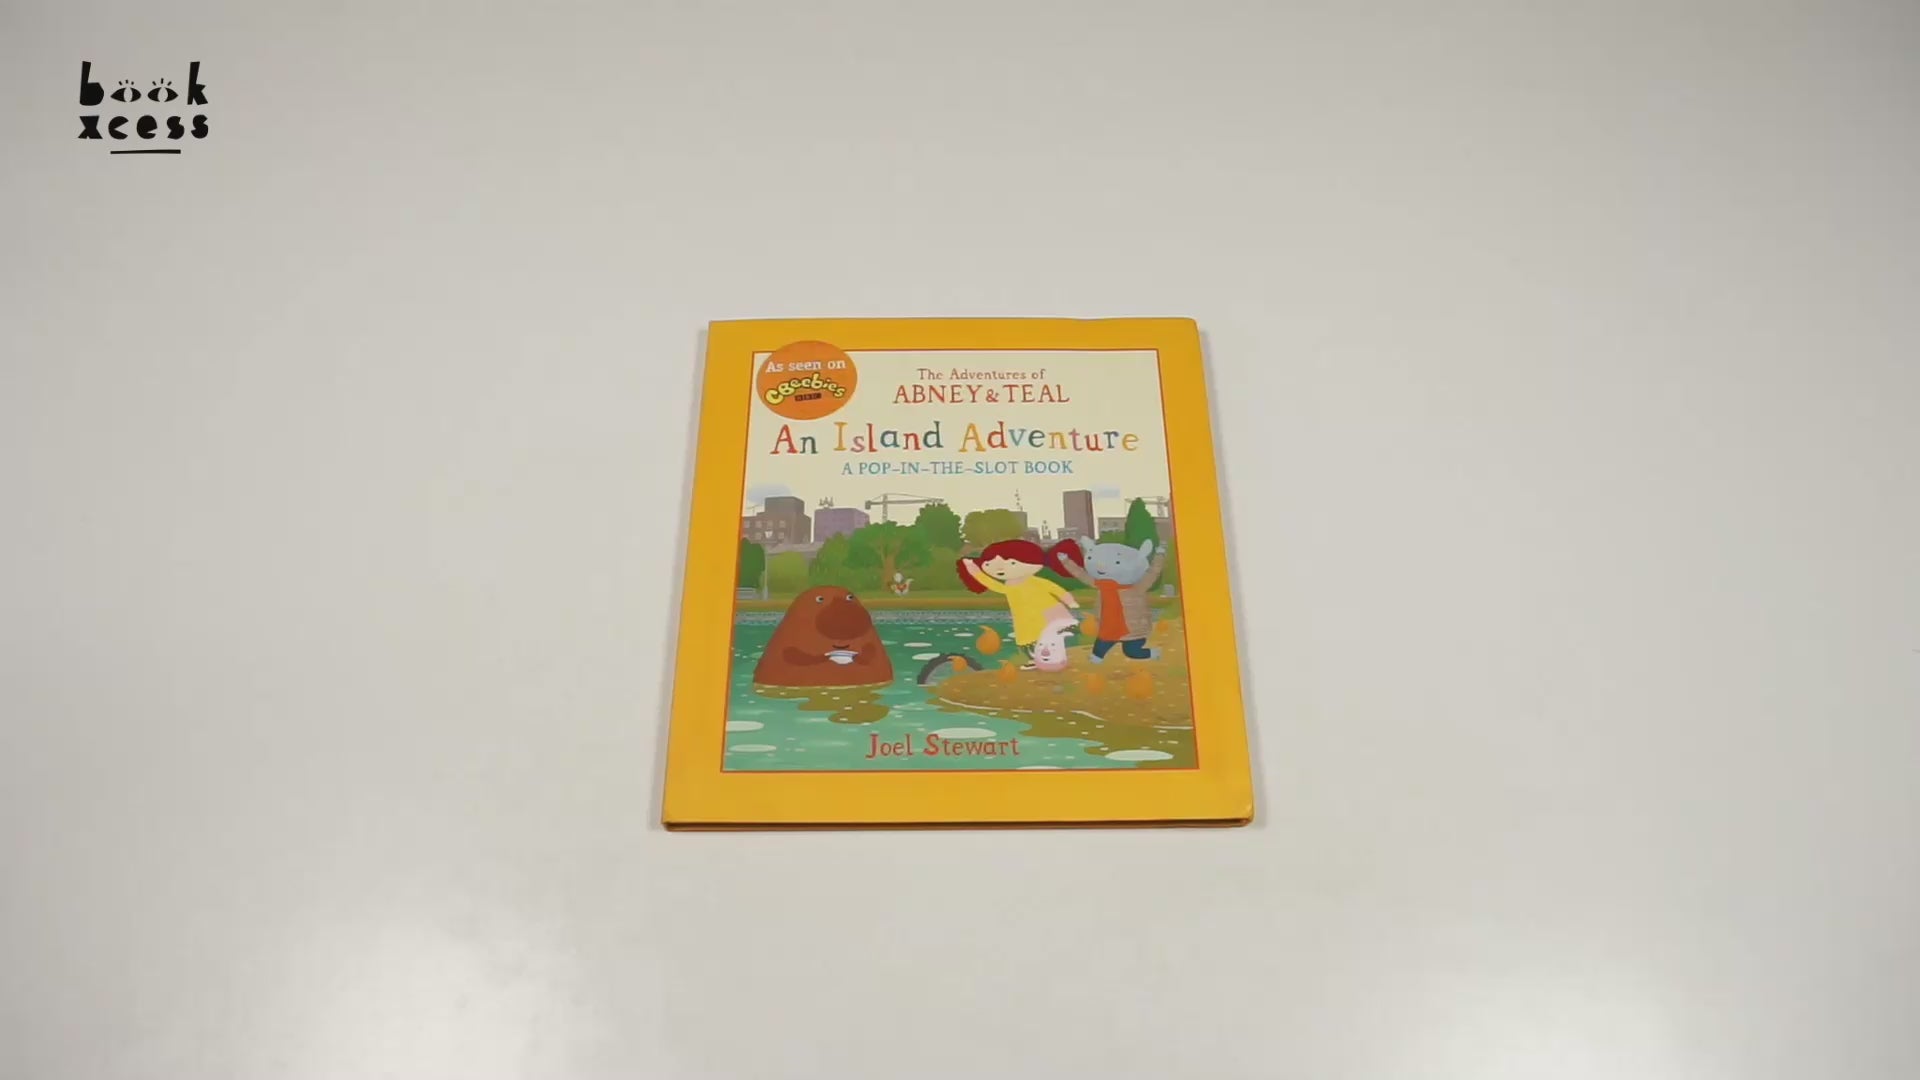 book
xcess
As seen on
CBeebies
BBC
The Adventures of
ABNEY & TEAL
An Island Adventure
A POP-IN-THE-SLOT BOOK
Joel Stewart